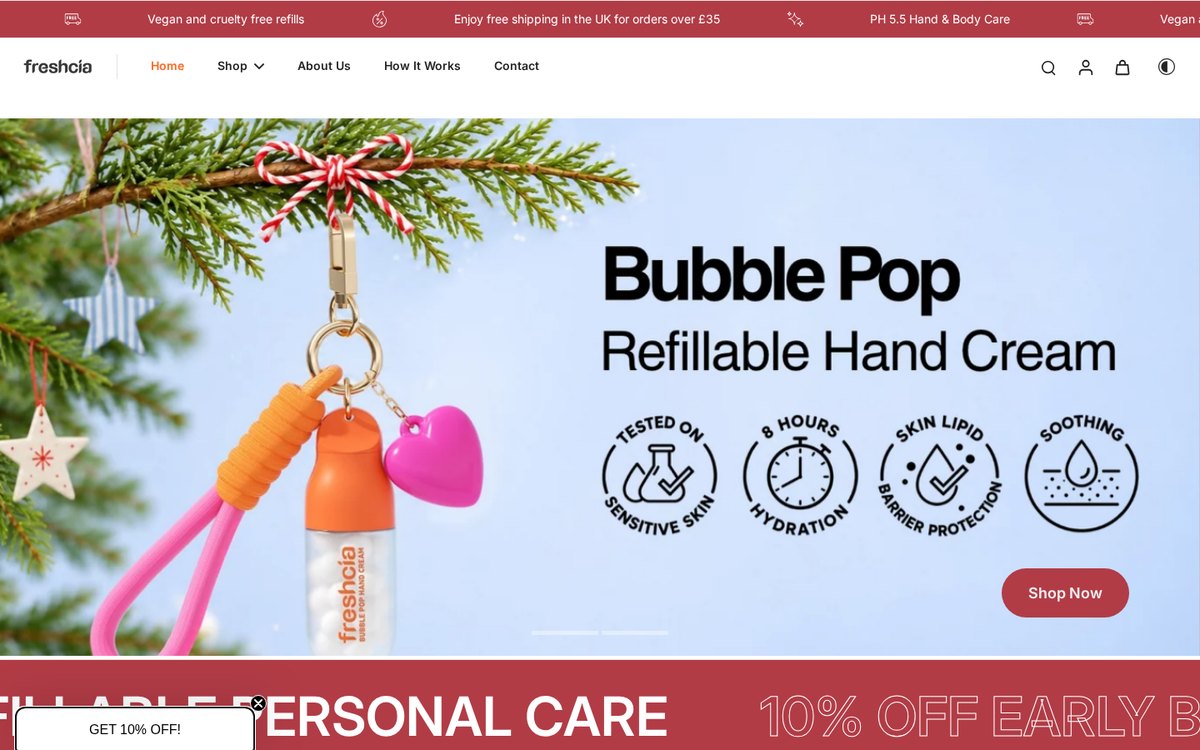 Vegan and cruelty free refills
Enjoy free shipping in the UK for orders over £35
PH 5.5 Hand & Body Care
Vegan
freshcía
Home
Shop
About Us
How It Works
Contact
Bubble Pop
Refillable Hand Cream
TESTED ON SENSITIVE SKIN
8 HOURS HYDRATION
SKIN LIPID BARRIER PROTECTION
SOOTHING
freshcía
BUBBLE POP HAND CREAM
Shop Now
PERSONAL CARE
10% OFF EARLY
GET 10% OFF!